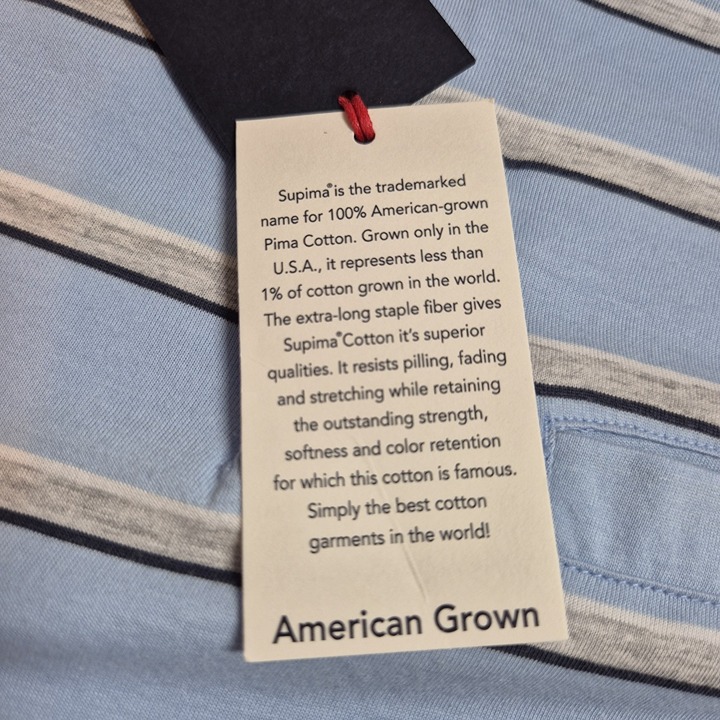 Supima® is the trademarked
name for 100% American-grown
Pima Cotton. Grown only in the
U.S.A., it represents less than
1% of cotton grown in the world.
The extra-long staple fiber gives
Supima® Cotton it's superior
qualities. It resists pilling, fading
and stretching while retaining
the outstanding strength,
softness and color retention
for which this cotton is famous.
Simply the best cotton
garments in the world!
American Grown